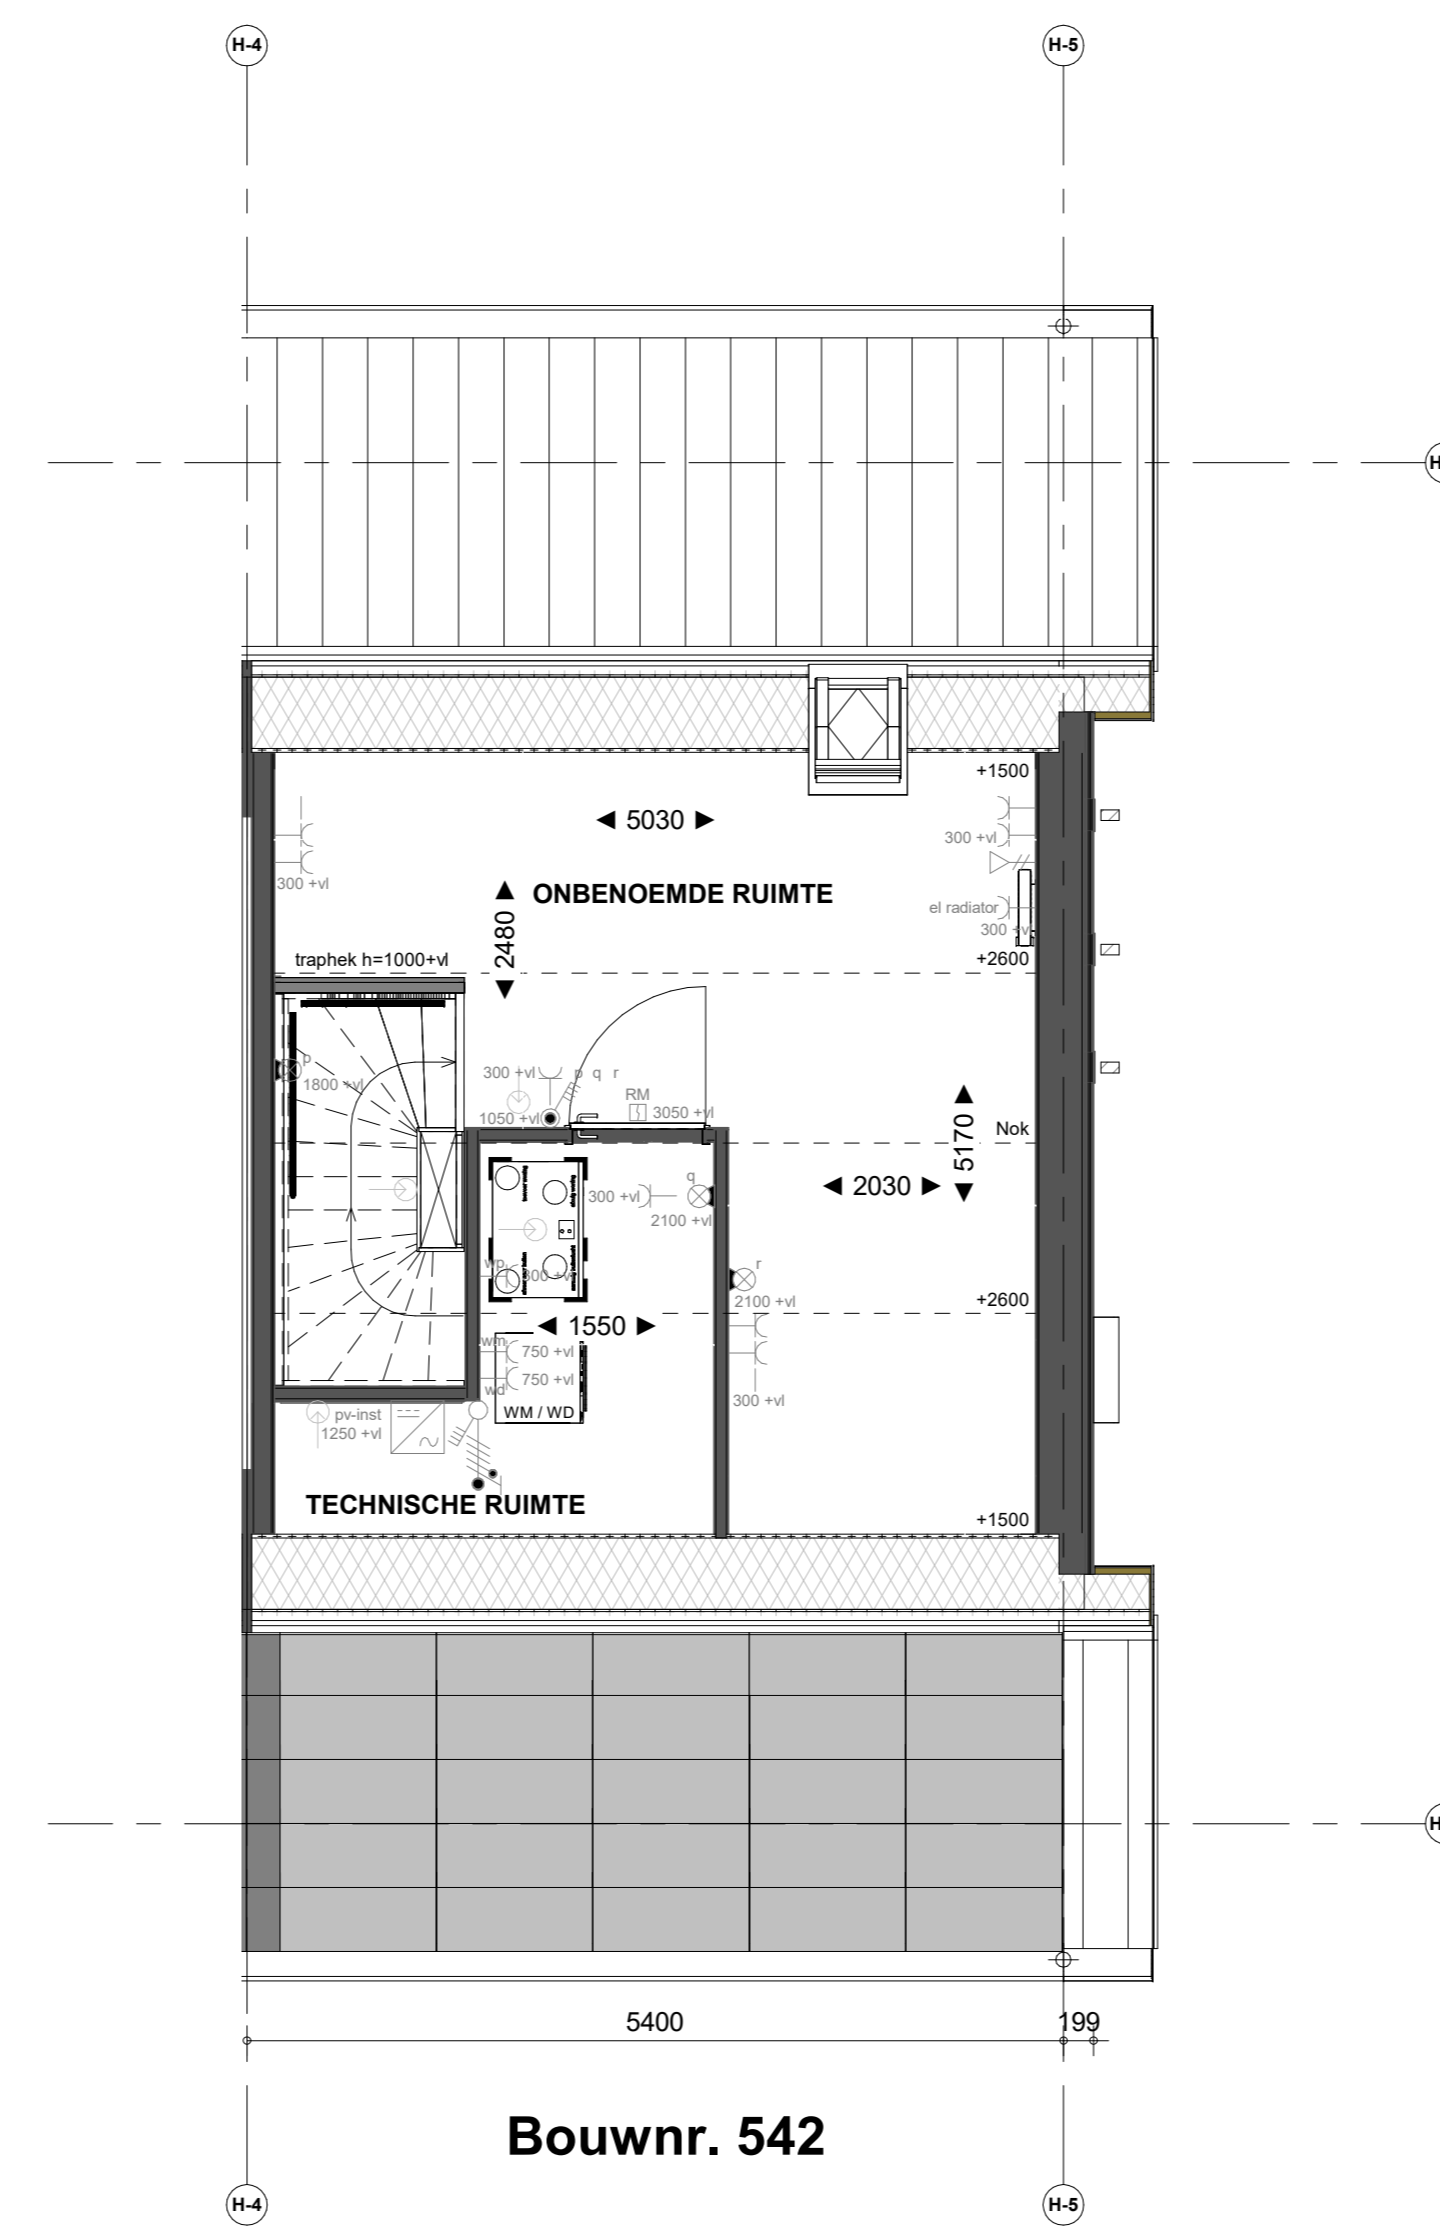 H-4
H-5
H
+1500
5030
300 +vl
300 +vl
ONBENOEMDE RUIMTE
el radiator
300 +vl
2480
traphek h=1000+vl
+2600
p
1800 +vl
300 +vl
p q r
RM
1050 +vl
3050 +vl
Nok
5170
q
300 +vl
2030
2100 +vl
wp
300 +vl
r
2100 +vl
+2600
1550
wm
750 +vl
wd
750 +vl
300 +vl
WM / WD
pv-inst
1250 +vl
TECHNISCHE RUIMTE
+1500
H
5400
199
Bouwnr. 542
H-4
H-5